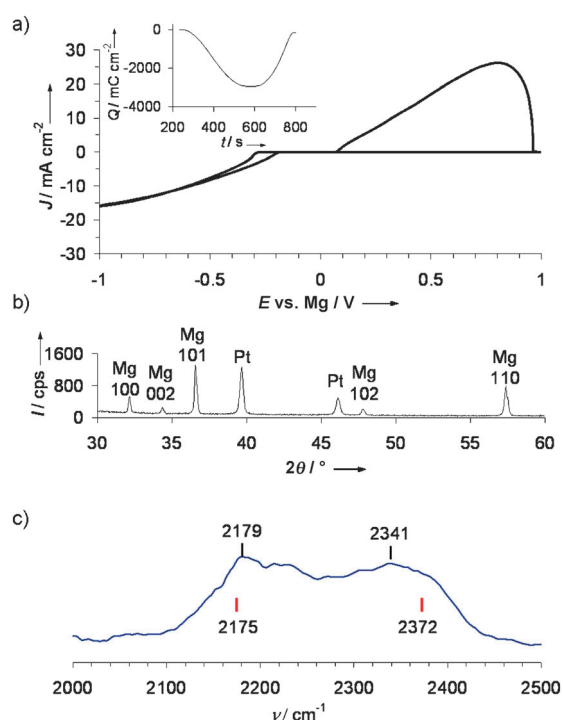 a)
Q / mC cm⁻²
0
-2000
-4000
200 400 600 800
t / s
J / mA cm⁻²
30
20
10
0
-10
-20
-30
-1 -0.5 0 0.5 1
E vs. Mg / V
b)
I / cps
1600
800
0
Mg
100
Mg
002
Mg
101
Pt
Pt
Mg
102
Mg
110
30 35 40 45 50 55 60
2θ / °
c)
2179 2341
2175 2372
2000 2100 2200 2300 2400 2500
ν / cm⁻¹